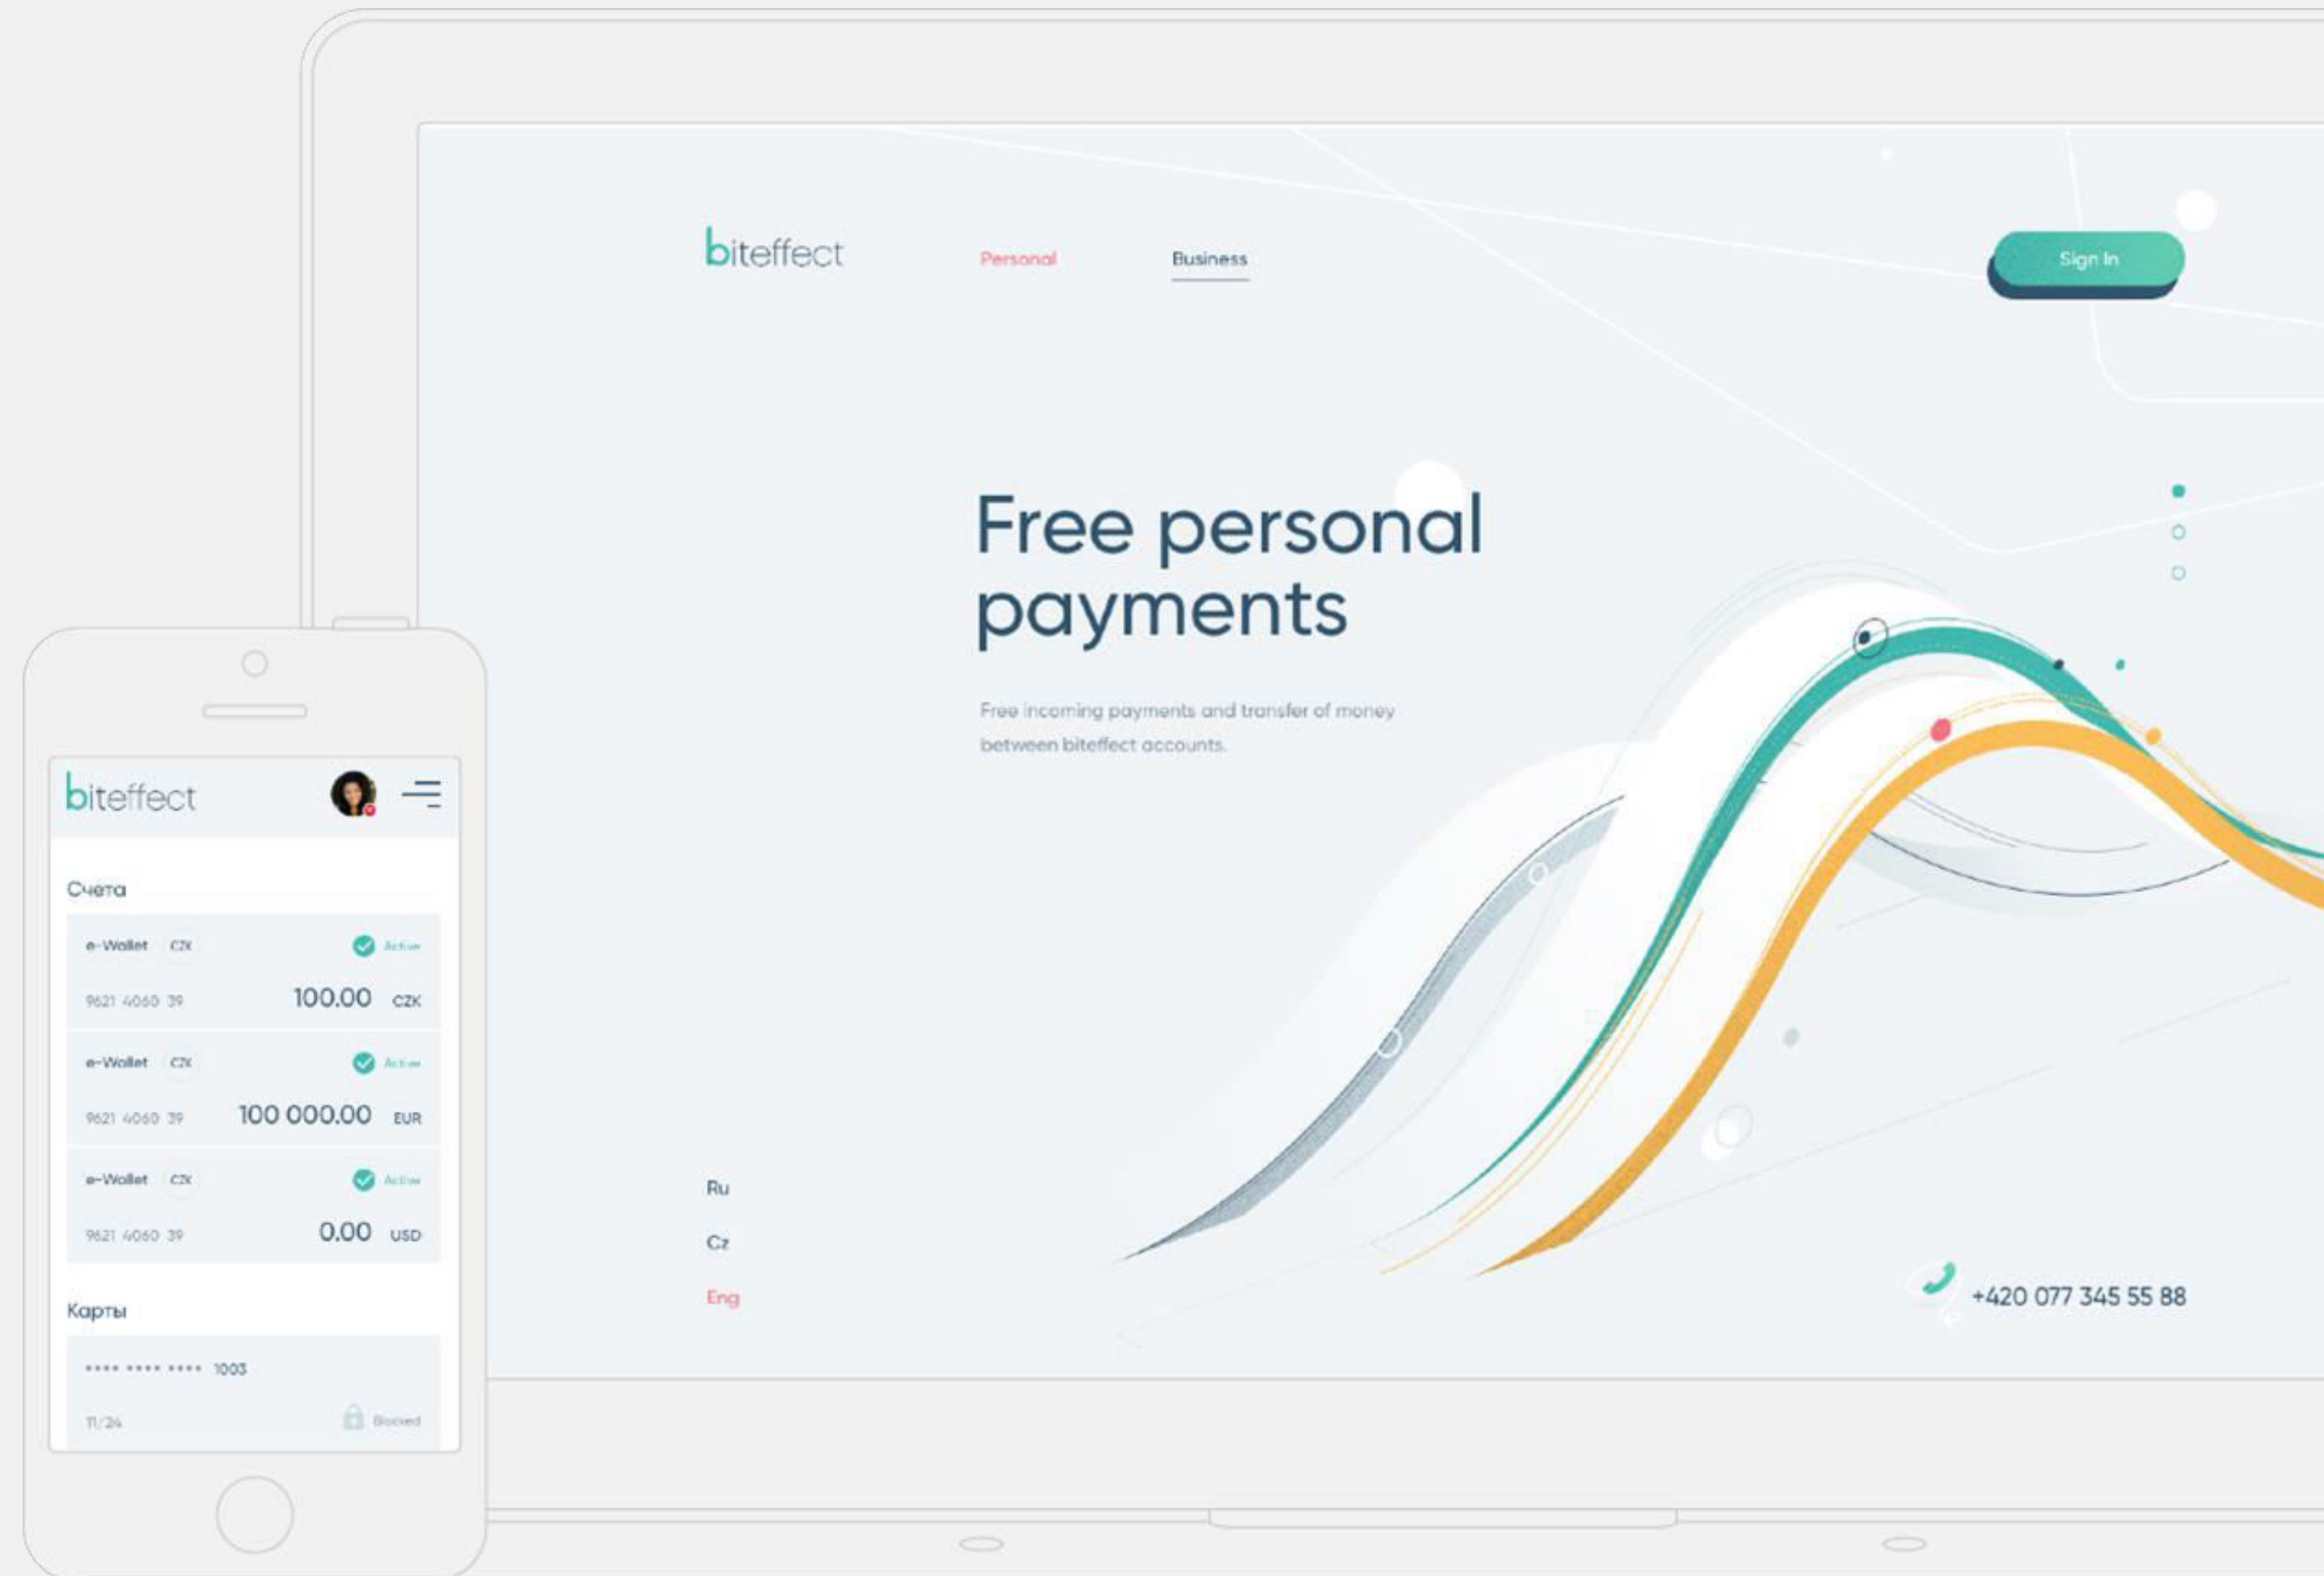 biteffect
Personal
Business
Sign In
Free personal
payments
Free incoming payments and transfer of money
between biteffect accounts.
Ru
Cz
Eng
+420 077 345 55 88
biteffect
Счета
e-Wallet CZK Active
9621 4060 39 100.00 CZK
e-Wallet CZK Active
9621 4060 39 100 000.00 EUR
e-Wallet CZK Active
9621 4060 39 0.00 USD
Карты
**** **** **** 1003
11/24 Blocked